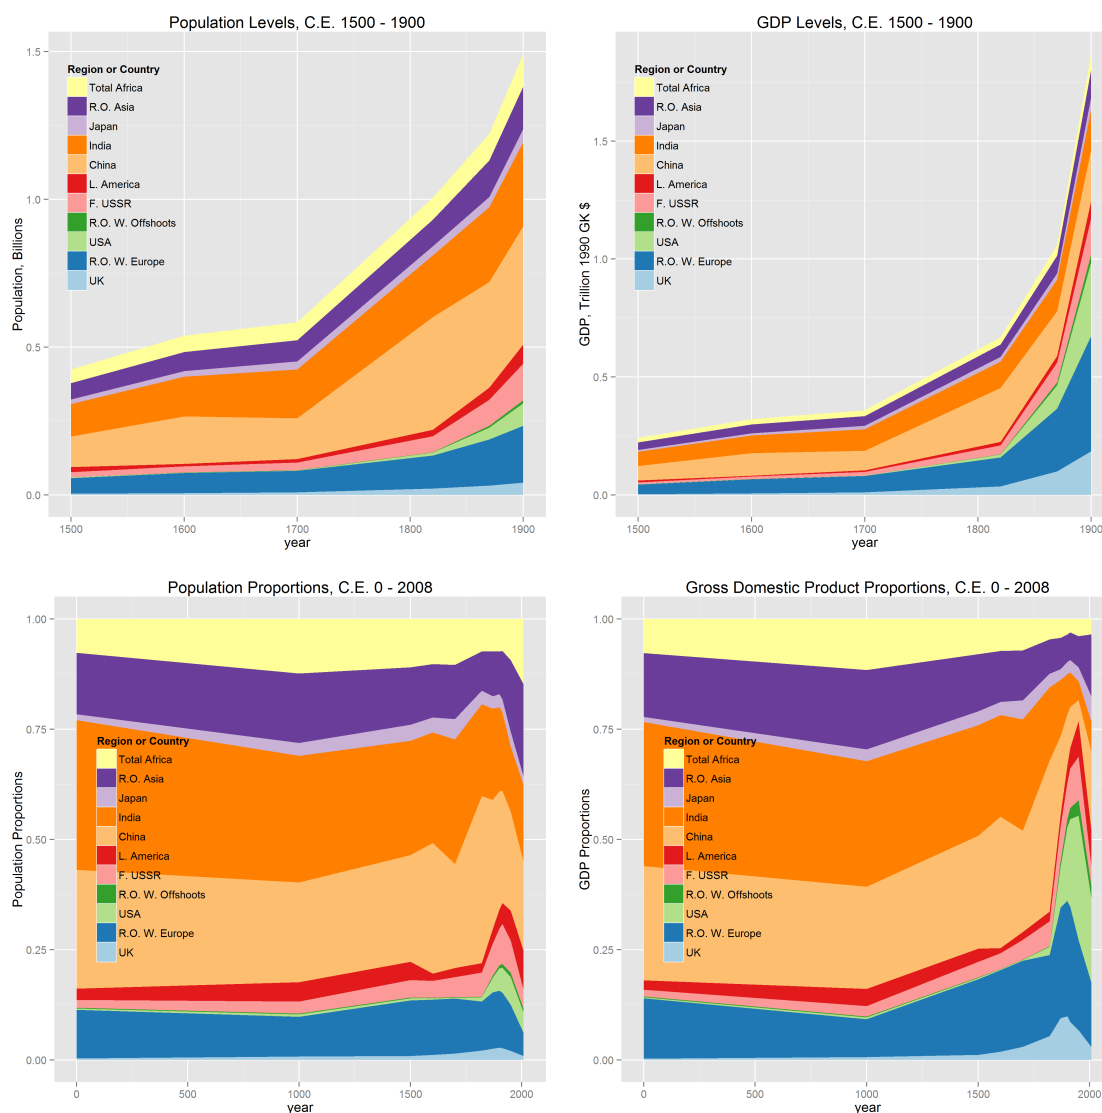 Population Levels, C.E. 1500 - 1900
1.5
1.0
0.5
0.0
Population, Billions
Region or Country
Total Africa
R.O. Asia
Japan
India
China
L. America
F. USSR
R.O. W. Offshoots
USA
R.O. W. Europe
UK
1500 1600 1700 1800 1900
year
GDP Levels, C.E. 1500 - 1900
1.5
1.0
0.5
0.0
GDP, Trillion 1990 GK $
Region or Country
Total Africa
R.O. Asia
Japan
India
China
L. America
F. USSR
R.O. W. Offshoots
USA
R.O. W. Europe
UK
1500 1600 1700 1800 1900
year
Population Proportions, C.E. 0 - 2008
1.00
0.75
0.50
0.25
0.00
Population Proportions
Region or Country
Total Africa
R.O. Asia
Japan
India
China
L. America
F. USSR
R.O. W. Offshoots
USA
R.O. W. Europe
UK
0 500 1000 1500 2000
year
Gross Domestic Product Proportions, C.E. 0 - 2008
1.00
0.75
0.50
0.25
0.00
GDP Proportions
Region or Country
Total Africa
R.O. Asia
Japan
India
China
L. America
F. USSR
R.O. W. Offshoots
USA
R.O. W. Europe
UK
0 500 1000 1500 2000
year